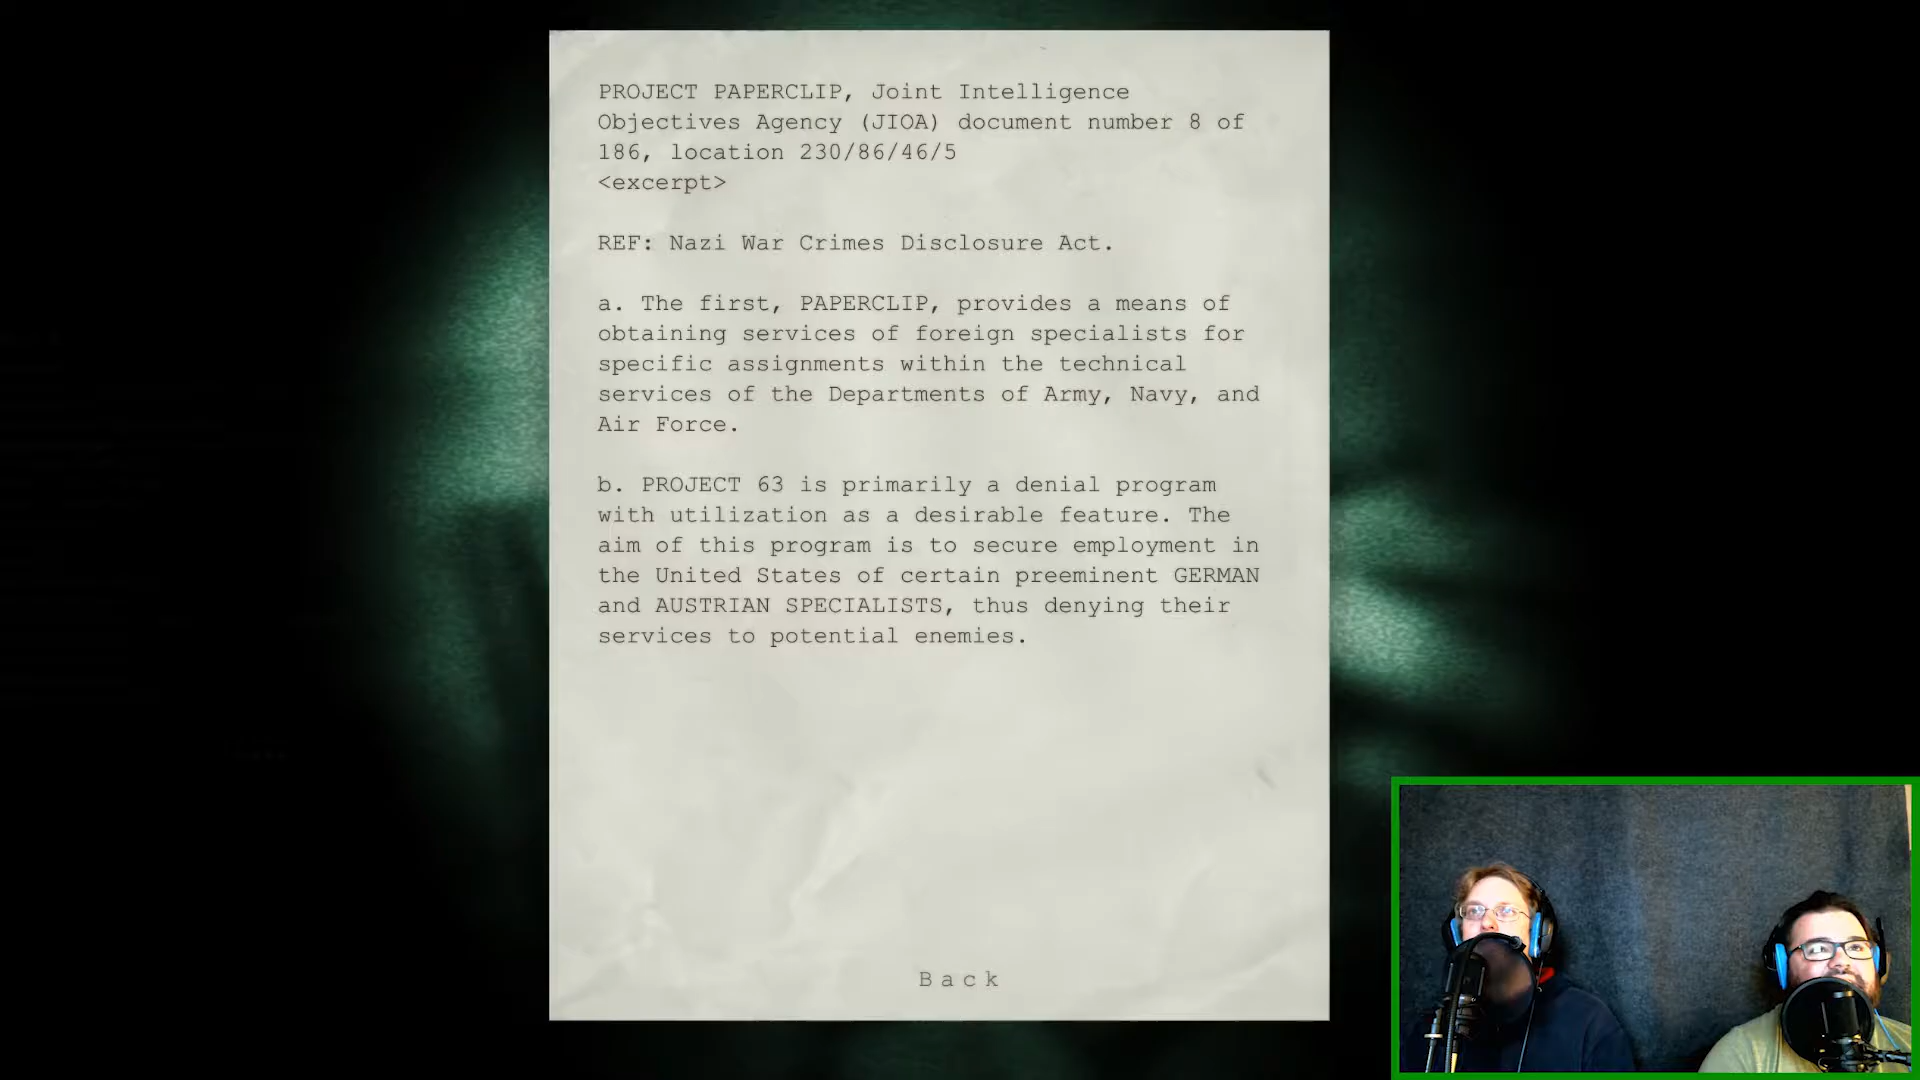 PROJECT PAPERCLIP, Joint Intelligence
Objectives Agency (JIOA) document number 8 of
186, location 230/86/46/5
<excerpt>
REF: Nazi War Crimes Disclosure Act.
a. The first, PAPERCLIP, provides a means of
obtaining services of foreign specialists for
specific assignments within the technical
services of the Departments of Army, Navy, and
Air Force.
b. PROJECT 63 is primarily a denial program
with utilization as a desirable feature. The
aim of this program is to secure employment in
the United States of certain preeminent GERMAN
and AUSTRIAN SPECIALISTS, thus denying their
services to potential enemies.
Back